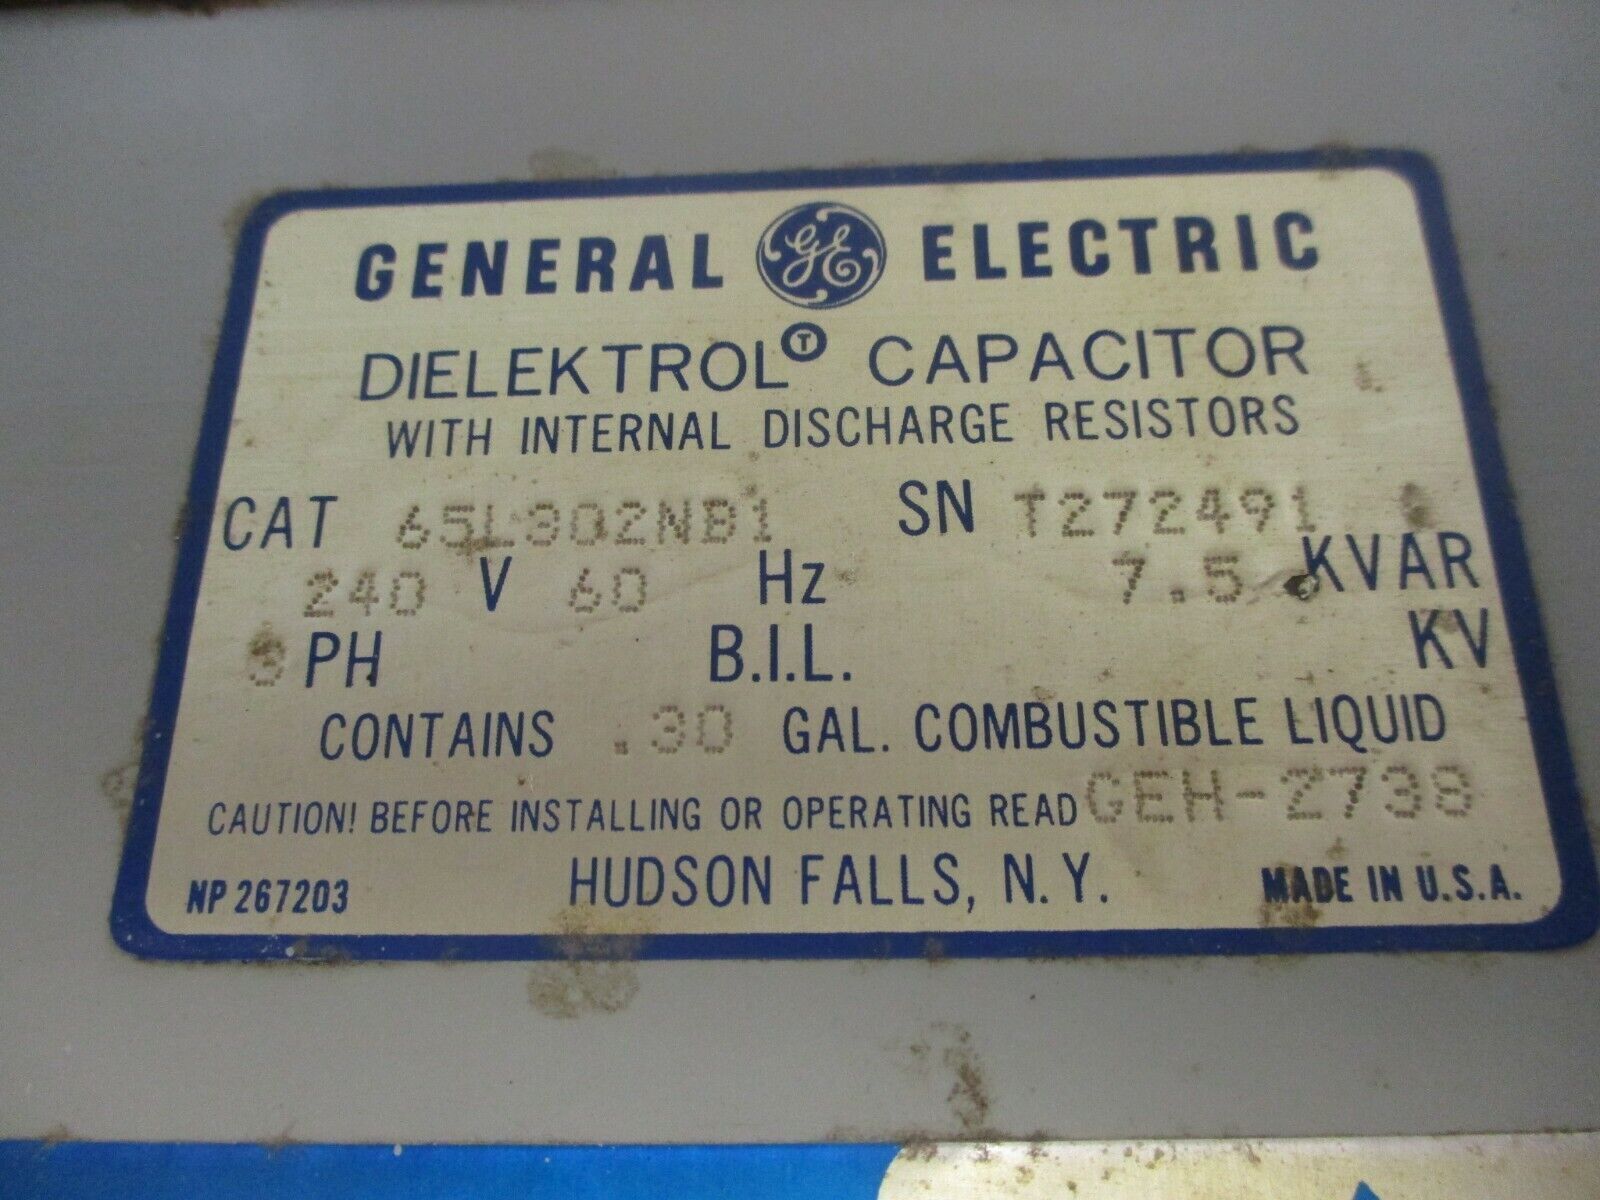 GENERAL GE ELECTRIC
DIELEKTROL Ⓣ CAPACITOR
WITH INTERNAL DISCHARGE RESISTORS
CAT 65L302NB1 SN T272491
240 V 60 Hz 7.5 KVAR
3 PH B.I.L. KV
CONTAINS .30 GAL. COMBUSTIBLE LIQUID
CAUTION! BEFORE INSTALLING OR OPERATING READ GEH-2738
NP 267203 HUDSON FALLS, N.Y. MADE IN U.S.A.